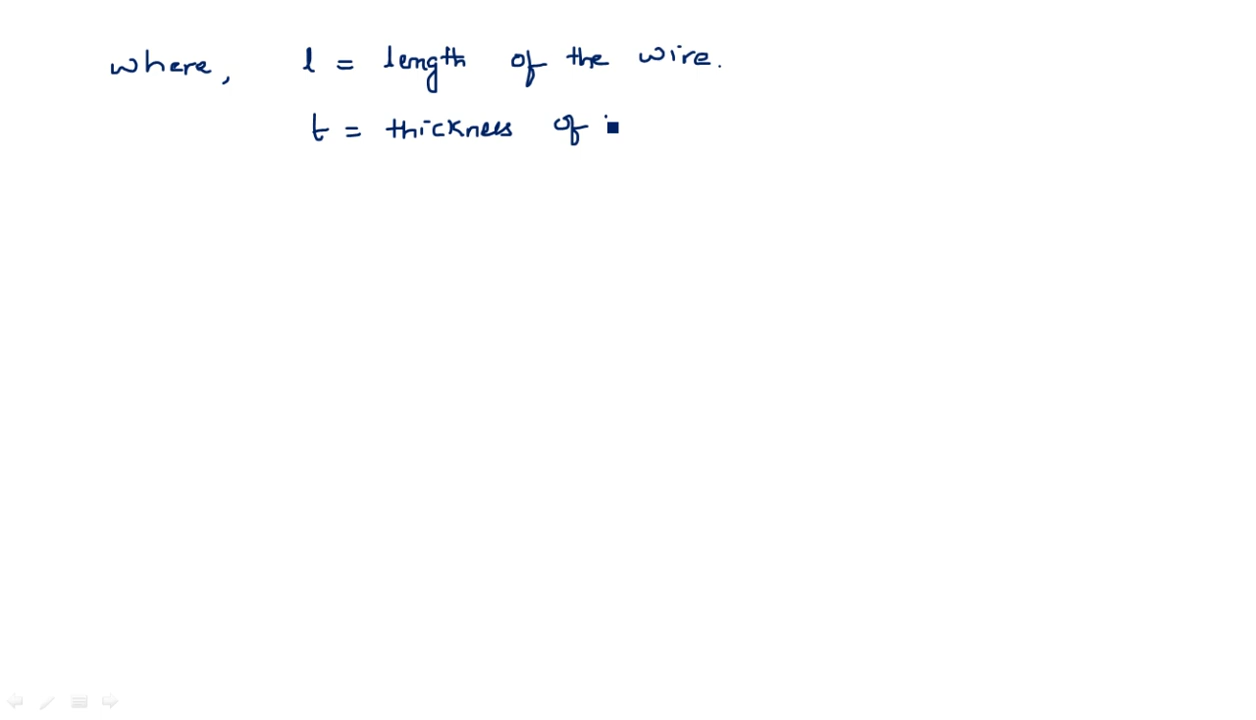 where, l = length of the wire.
t = thickness of